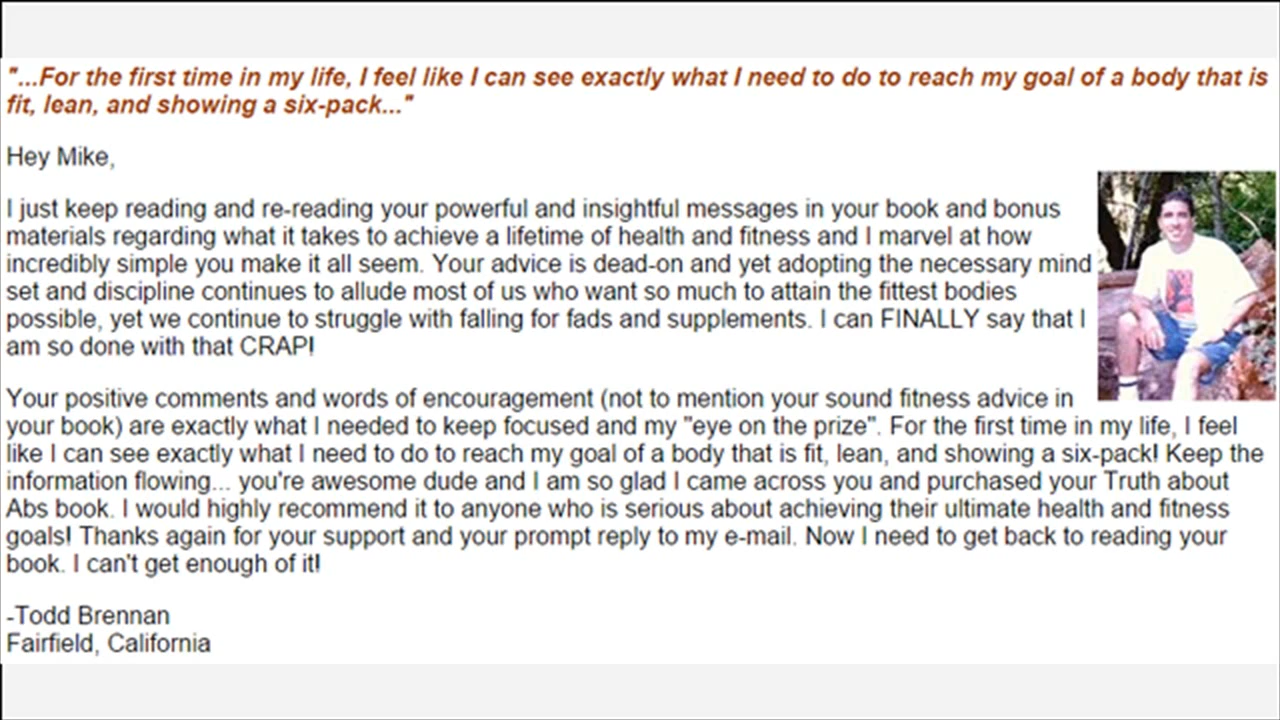 "...For the first time in my life, I feel like I can see exactly what I need to do to reach my goal of a body that is
fit, lean, and showing a six-pack..."
Hey Mike,
I just keep reading and re-reading your powerful and insightful messages in your book and bonus
materials regarding what it takes to achieve a lifetime of health and fitness and I marvel at how
incredibly simple you make it all seem. Your advice is dead-on and yet adopting the necessary mind
set and discipline continues to allude most of us who want so much to attain the fittest bodies
possible, yet we continue to struggle with falling for fads and supplements. I can FINALLY say that I
am so done with that CRAP!
Your positive comments and words of encouragement (not to mention your sound fitness advice in
your book) are exactly what I needed to keep focused and my "eye on the prize". For the first time in my life, I feel
like I can see exactly what I need to do to reach my goal of a body that is fit, lean, and showing a six-pack! Keep the
information flowing... you're awesome dude and I am so glad I came across you and purchased your Truth about
Abs book. I would highly recommend it to anyone who is serious about achieving their ultimate health and fitness
goals! Thanks again for your support and your prompt reply to my e-mail. Now I need to get back to reading your
book. I can't get enough of it!
-Todd Brennan
Fairfield, California